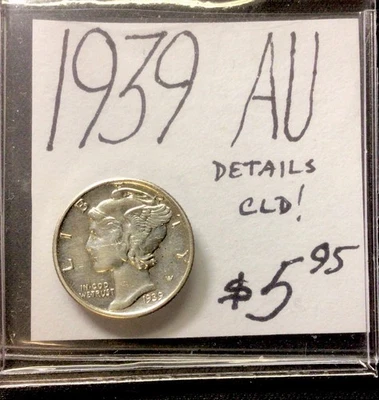 1939 AU
DETAILS
CLD!
$5.95
LIBERTY
IN GOD
WE TRUST
1939